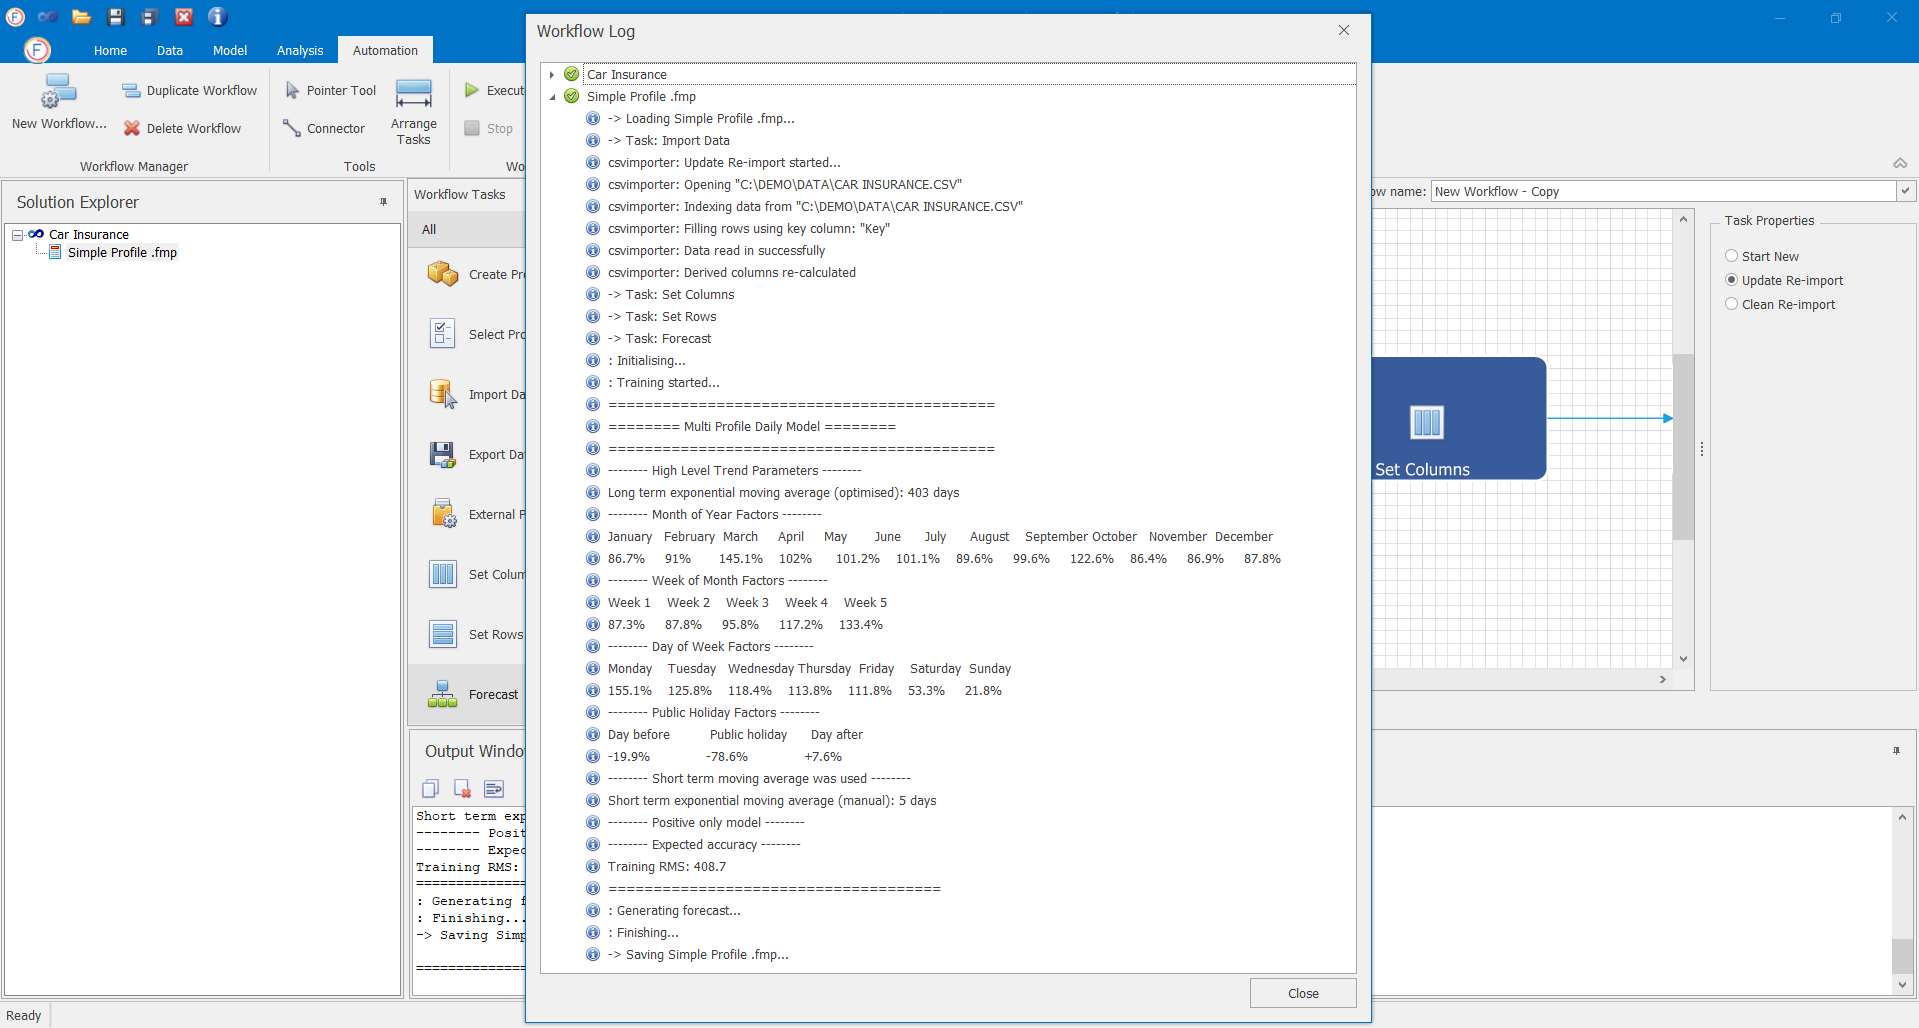 Home Data Model Analysis Automation
New Workflow...
Duplicate Workflow
Delete Workflow
Workflow Manager
Pointer Tool
Connector
Arrange
Tasks
Tools
Execut
Stop
Wo
Solution Explorer
Car Insurance
Simple Profile .fmp
Workflow Tasks
All
Create Pro
Select Pro
Import Da
Export Da
External P
Set Colum
Set Rows
Forecast
Output Windo
Short term exp
-------- Posit
-------- Expec
Training RMS:
==============
: Generating f
: Finishing...
-> Saving Simp
==============
Ready
Workflow Log
Car Insurance
Simple Profile .fmp
-> Loading Simple Profile .fmp...
-> Task: Import Data
csvimporter: Update Re-import started...
csvimporter: Opening "C:\DEMO\DATA\CAR INSURANCE.CSV"
csvimporter: Indexing data from "C:\DEMO\DATA\CAR INSURANCE.CSV"
csvimporter: Filling rows using key column: "Key"
csvimporter: Data read in successfully
csvimporter: Derived columns re-calculated
-> Task: Set Columns
-> Task: Set Rows
-> Task: Forecast
: Initialising...
: Training started...
===========================================
======== Multi Profile Daily Model ========
===========================================
-------- High Level Trend Parameters --------
Long term exponential moving average (optimised): 403 days
-------- Month of Year Factors --------
January February March April May June July August September October November December
86.7% 91% 145.1% 102% 101.2% 101.1% 89.6% 99.6% 122.6% 86.4% 86.9% 87.8%
-------- Week of Month Factors --------
Week 1 Week 2 Week 3 Week 4 Week 5
87.3% 87.8% 95.8% 117.2% 133.4%
-------- Day of Week Factors --------
Monday Tuesday Wednesday Thursday Friday Saturday Sunday
155.1% 125.8% 118.4% 113.8% 111.8% 53.3% 21.8%
-------- Public Holiday Factors --------
Day before Public holiday Day after
-19.9% -78.6% +7.6%
-------- Short term moving average was used --------
Short term exponential moving average (manual): 5 days
-------- Positive only model --------
-------- Expected accuracy --------
Training RMS: 408.7
=====================================
: Generating forecast...
: Finishing...
-> Saving Simple Profile .fmp...
Close
ow name: New Workflow - Copy
Set Columns
Task Properties
Start New
Update Re-import
Clean Re-import